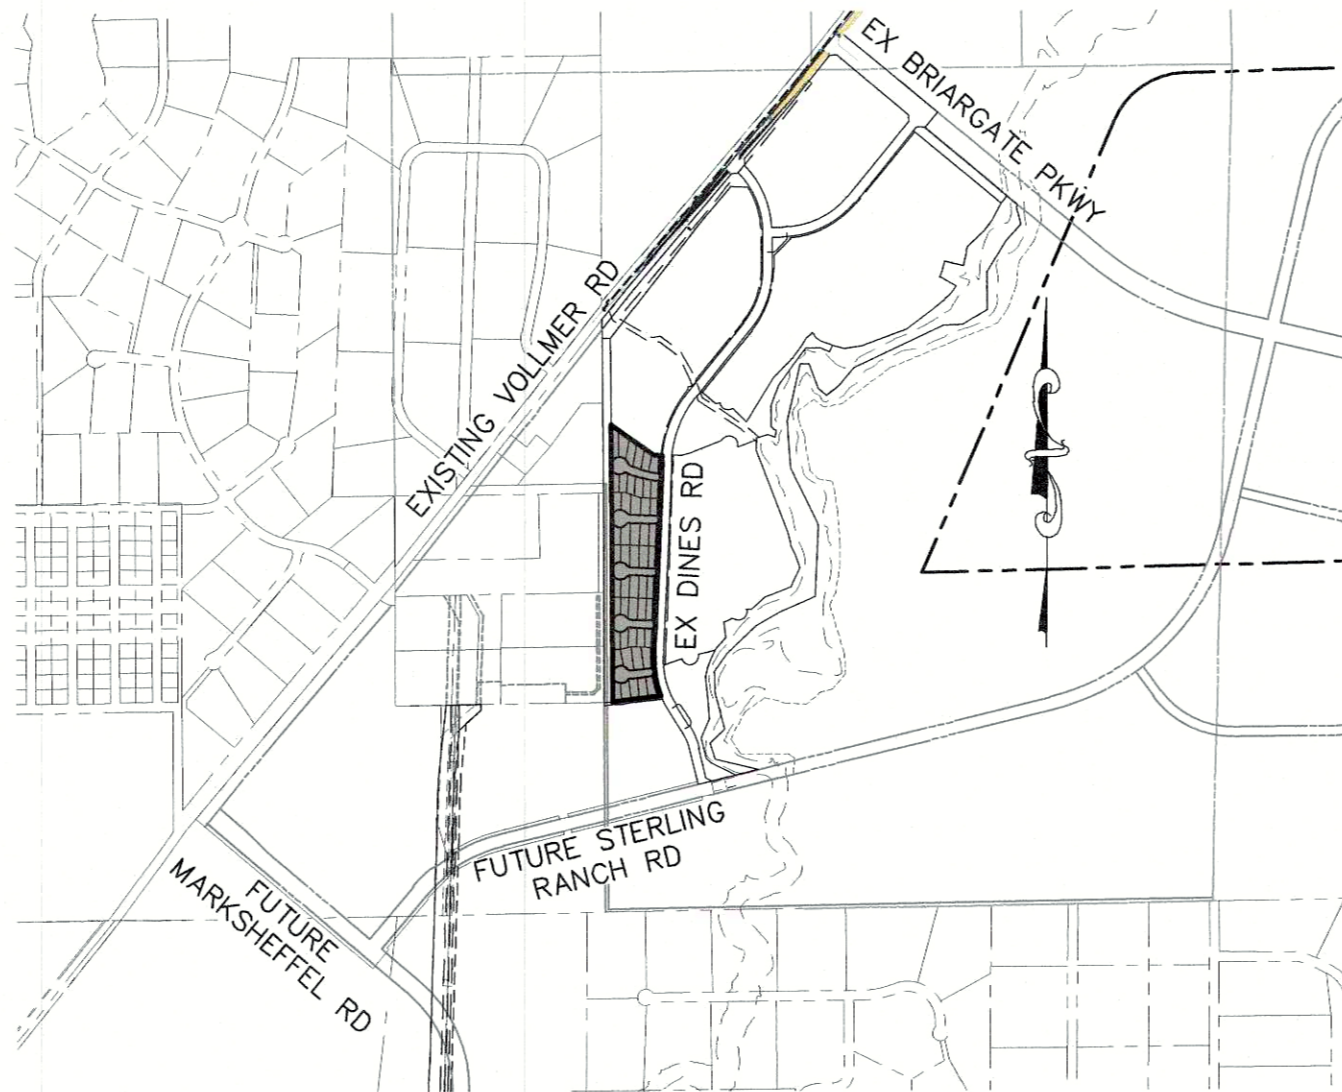 EX BRIARGATE PKWY
EXISTING VOLLMER RD
EX DINES RD
FUTURE STERLING
RANCH RD
FUTURE
MARKSHEFFEL RD